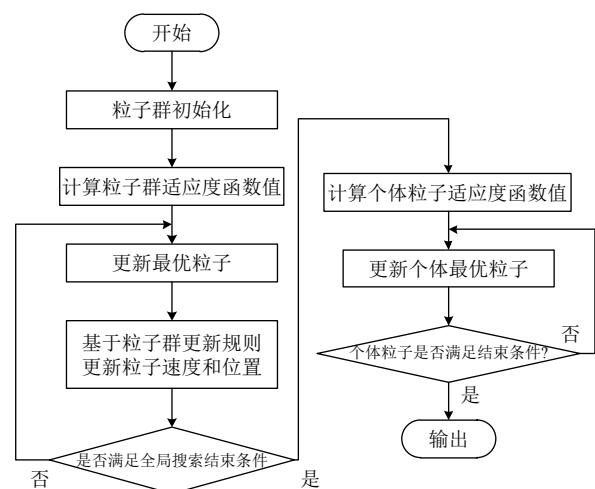 开始
粒子群初始化
计算粒子群适应度函数值
更新最优粒子
基于粒子群更新规则
更新粒子速度和位置
是否满足全局搜索结束条件
否
是
计算个体粒子适应度函数值
更新个体最优粒子
个体粒子是否满足结束条件?
否
是
输出